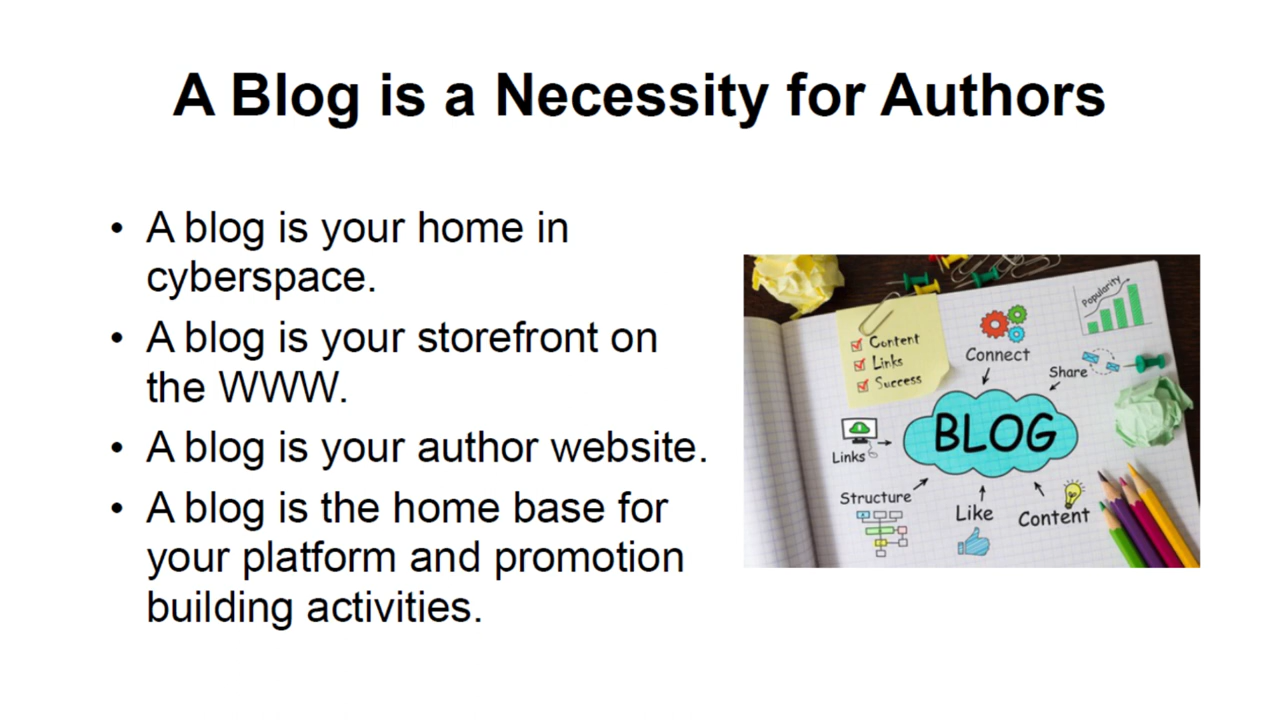 A Blog is a Necessity for Authors
• A blog is your home in
cyberspace.
• A blog is your storefront on
the WWW.
• A blog is your author website.
• A blog is the home base for
your platform and promotion
building activities.
Popularity
Content
Links
Success
Connect
Share
BLOG
Links
Structure
Like
Content